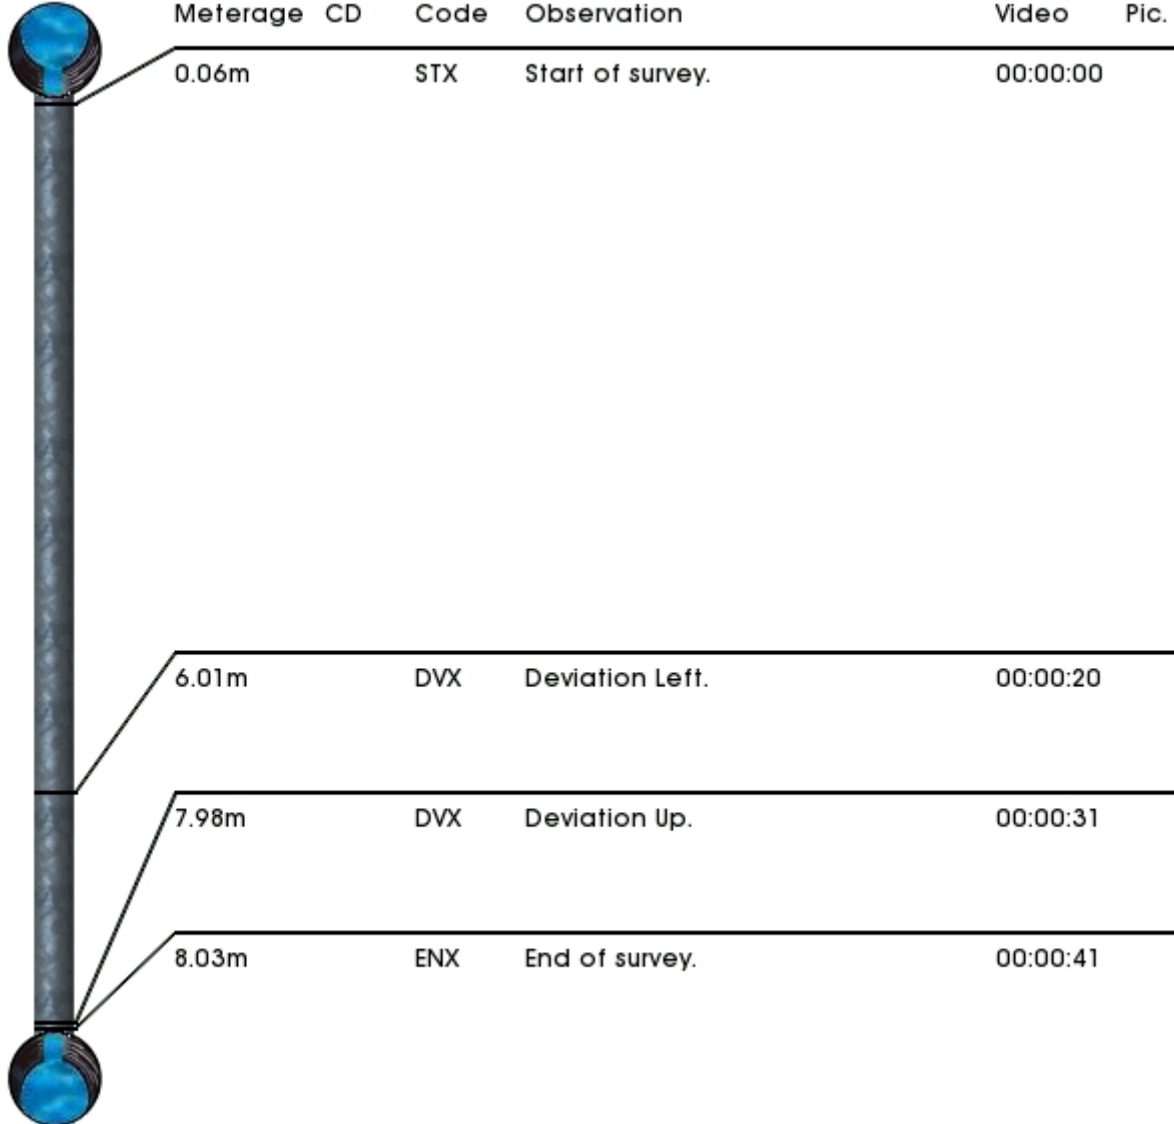 Meterage CD Code Observation Video Pic.
0.06m STX Start of survey. 00:00:00
6.01m DVX Deviation Left. 00:00:20
7.98m DVX Deviation Up. 00:00:31
8.03m ENX End of survey. 00:00:41